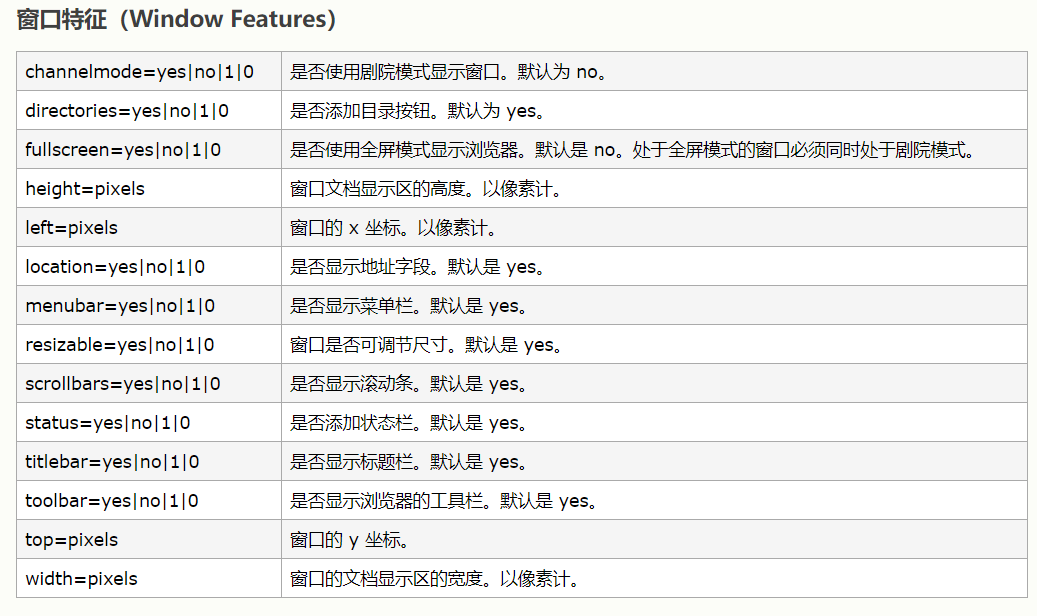 窗口特征（Window Features）
channelmode=yes|no|1|0 是否使用剧院模式显示窗口。默认为 no。
directories=yes|no|1|0 是否添加目录按钮。默认为 yes。
fullscreen=yes|no|1|0 是否使用全屏模式显示浏览器。默认是 no。处于全屏模式的窗口必须同时处于剧院模式。
height=pixels 窗口文档显示区的高度。以像素计。
left=pixels 窗口的 x 坐标。以像素计。
location=yes|no|1|0 是否显示地址字段。默认是 yes。
menubar=yes|no|1|0 是否显示菜单栏。默认是 yes。
resizable=yes|no|1|0 窗口是否可调节尺寸。默认是 yes。
scrollbars=yes|no|1|0 是否显示滚动条。默认是 yes。
status=yes|no|1|0 是否添加状态栏。默认是 yes。
titlebar=yes|no|1|0 是否显示标题栏。默认是 yes。
toolbar=yes|no|1|0 是否显示浏览器的工具栏。默认是 yes。
top=pixels 窗口的 y 坐标。
width=pixels 窗口的文档显示区的宽度。以像素计。